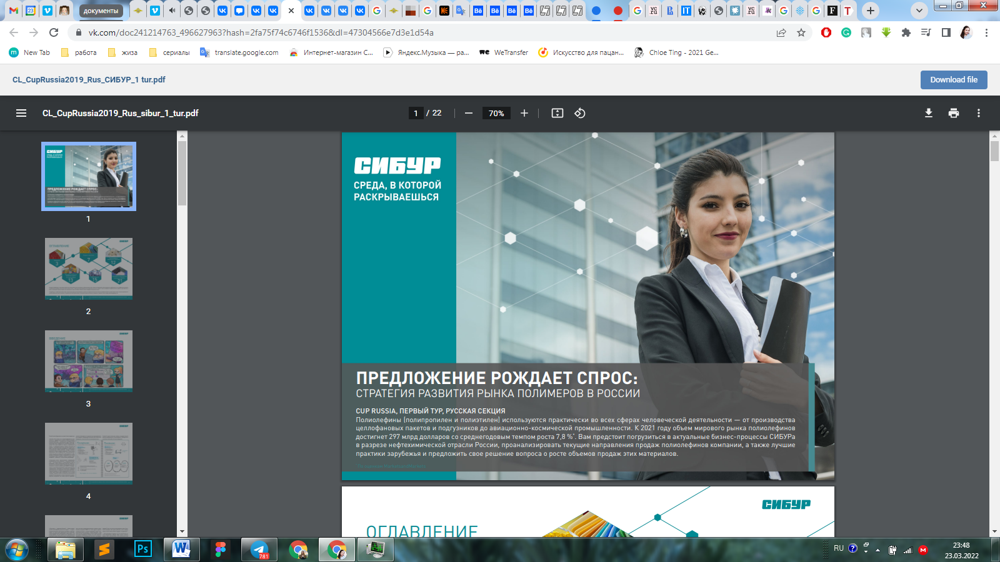 документы
vk.com/doc241214763_496627963?hash=2fa75f74c6746f1536&dl=47304566e7d3e1d54a
New Tab
работа
жиза
сериалы
translate.google.com
Интернет-магазин С...
Яндекс.Музыка — ра...
WeTransfer
Искусство для пацан...
Chloe Ting - 2021 Ge...
CL_CupRussia2019_Rus_СИБУР_1 tur.pdf
Download file
CL_CupRussia2019_Rus_sibur_1_tur.pdf
1 / 22
70%
1
2
3
4
СИБУР
СРЕДА, В КОТОРОЙ
РАСКРЫВАЕШЬСЯ
ПРЕДЛОЖЕНИЕ РОЖДАЕТ СПРОС:
СТРАТЕГИЯ РАЗВИТИЯ РЫНКА ПОЛИМЕРОВ В РОССИИ
CUP RUSSIA, ПЕРВЫЙ ТУР, РУССКАЯ СЕКЦИЯ
Полиолефины (полипропилен и полиэтилен) используются практически во всех сферах человеческой деятельности — от производства
целлофановых пакетов и подгузников до авиационно-космической промышленности. К 2021 году объем мирового рынка полиолефинов
достигнет 297 млрд долларов со среднегодовым темпом роста 7,8 %*. Вам предстоит погрузиться в актуальные бизнес-процессы СИБУРа
в разрезе нефтехимической отрасли России, проанализировать текущие направления продаж полиолефинов компании, а также лучшие
практики зарубежья и предложить свое решение вопроса о росте объемов продаж этих материалов.
СИБУР
ОГЛАВЛЕНИЕ
781
RU
23:48
23.03.2022